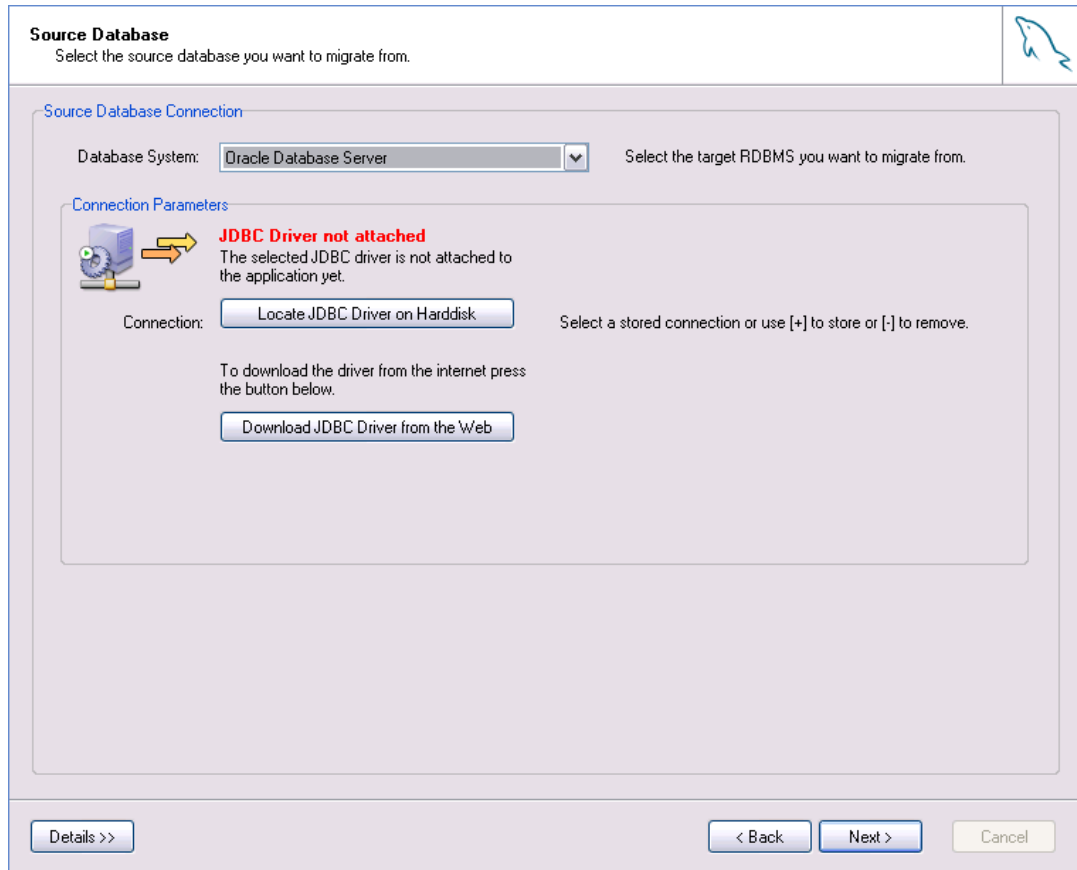 Source Database
Select the source database you want to migrate from.
Source Database Connection
Database System:
Oracle Database Server
Select the target RDBMS you want to migrate from.
Connection Parameters
JDBC Driver not attached
The selected JDBC driver is not attached to
the application yet.
Connection:
Locate JDBC Driver on Harddisk
Select a stored connection or use [+] to store or [-] to remove.
To download the driver from the internet press
the button below.
Download JDBC Driver from the Web
Details >>
< Back
Next >
Cancel